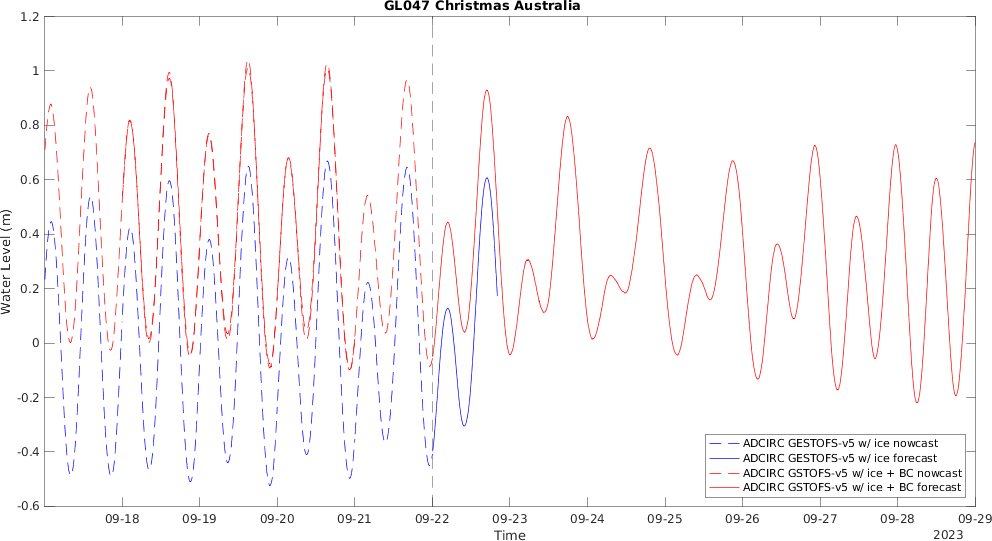 GL047 Christmas Australia
Water Level (m)
1.2
1
0.8
0.6
0.4
0.2
0
-0.2
-0.4
-0.6
ADCIRC GESTOFS-v5 w/ ice nowcast
ADCIRC GESTOFS-v5 w/ ice forecast
ADCIRC GSTOFS-v5 w/ ice + BC nowcast
ADCIRC GSTOFS-v5 w/ ice + BC forecast
09-18 09-19 09-20 09-21 09-22 09-23 09-24 09-25 09-26 09-27 09-28 09-29
Time
2023